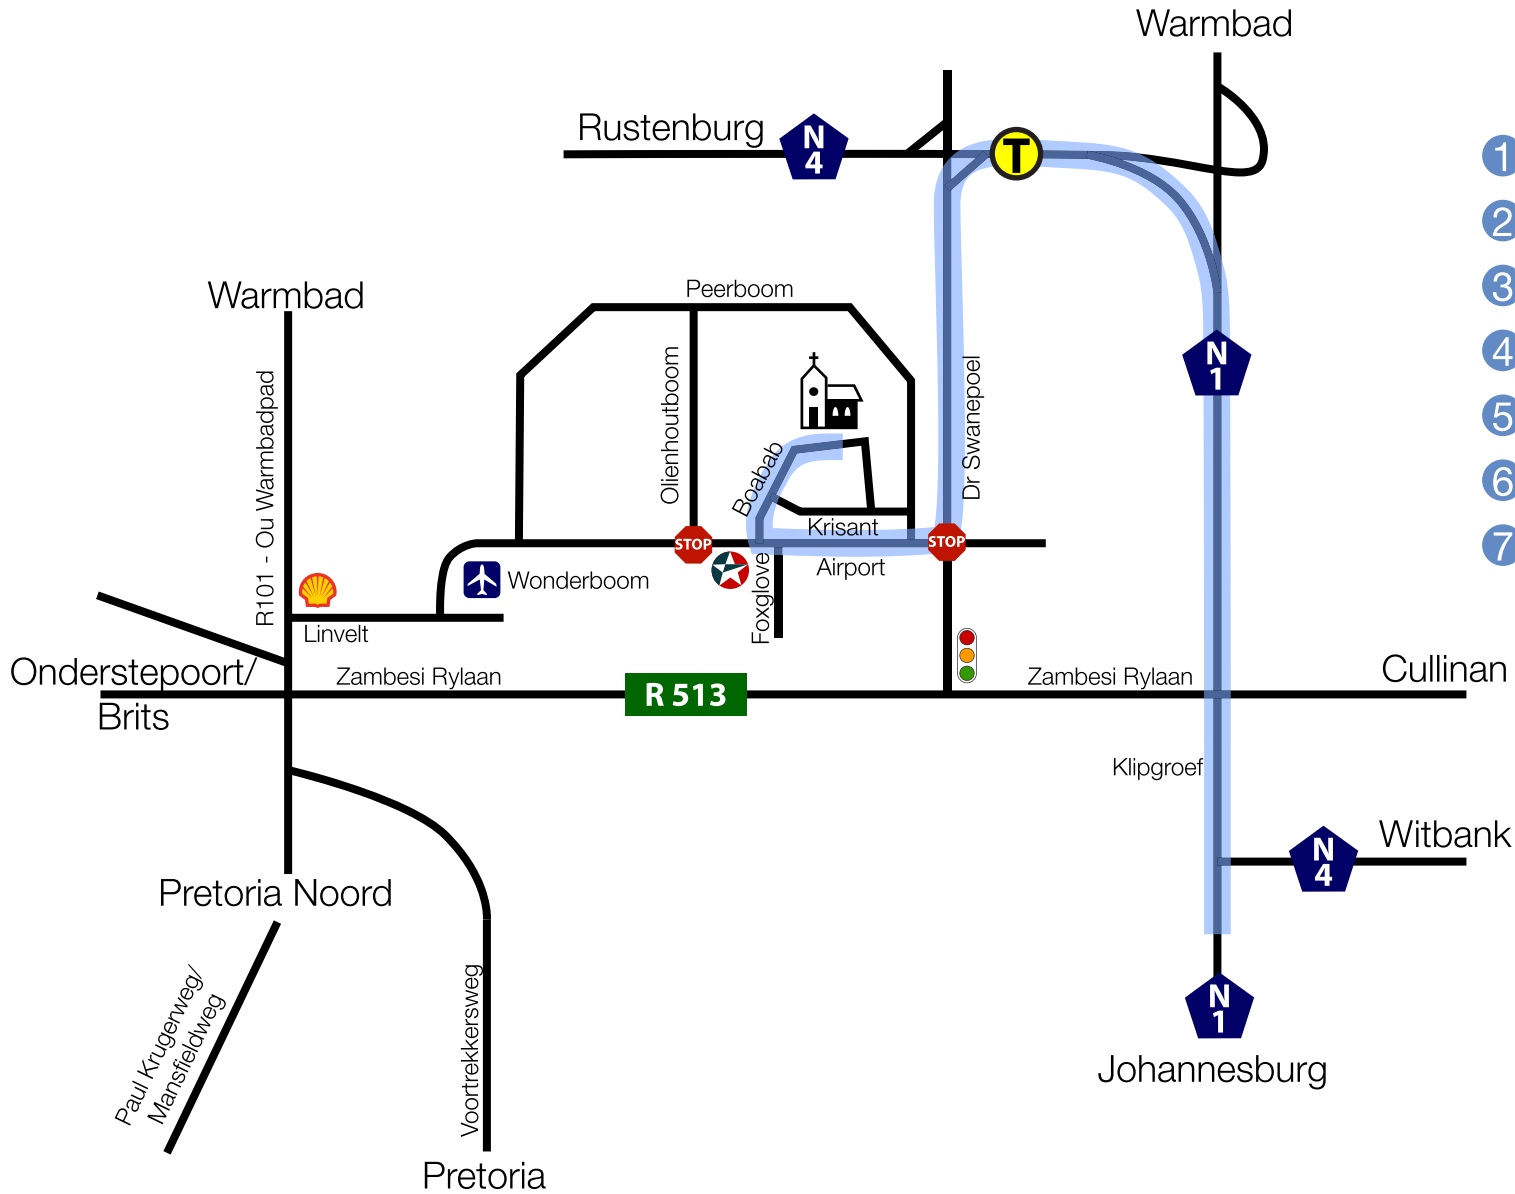 Warmbad
Rustenburg
N
4
T
1
2
3
4
5
6
7
Warmbad
Peerboom
N
1
R101 - Ou Warmbadpad
Olienhoutboom
Boabab
Dr Swanepoel
Krisant
STOP
STOP
Airport
Wonderboom
Foxglove
Linvelt
Onderstepoort/
Brits
Zambesi Rylaan
R 513
Zambesi Rylaan
Cullinan
Klipgroef
Witbank
N
4
Pretoria Noord
Paul Krugerweg/
Mansfieldweg
Voortrekkersweg
N
1
Johannesburg
Pretoria